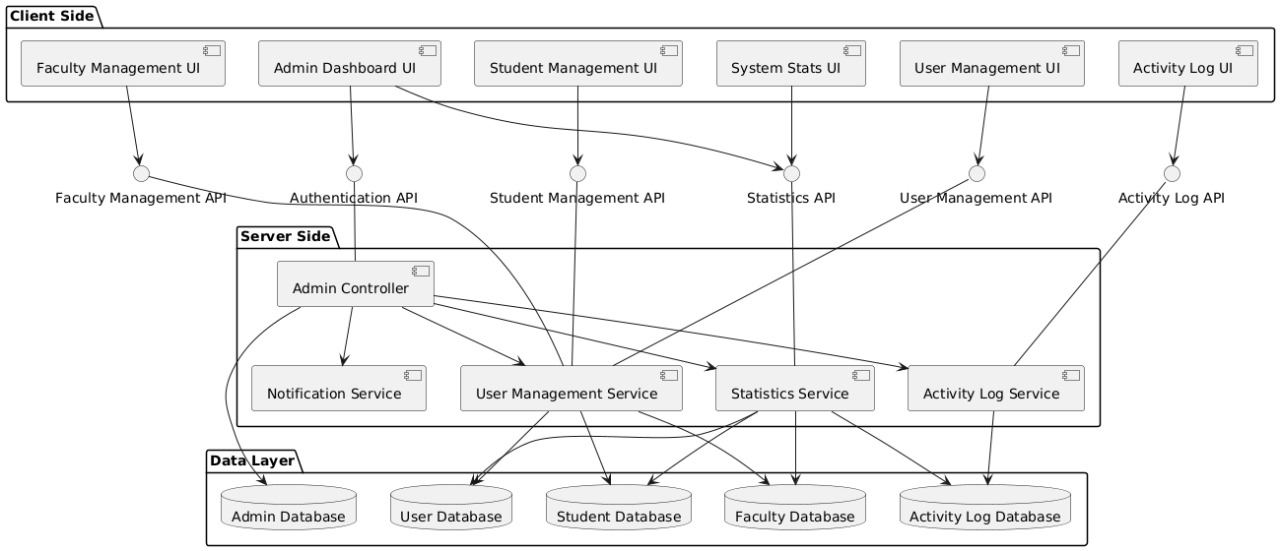 Client Side
Faculty Management UI
Admin Dashboard UI
Student Management UI
System Stats UI
User Management UI
Activity Log UI
Faculty Management API
Authentication API
Student Management API
Statistics API
User Management API
Activity Log API
Server Side
Admin Controller
Notification Service
User Management Service
Statistics Service
Activity Log Service
Data Layer
Admin Database
User Database
Student Database
Faculty Database
Activity Log Database